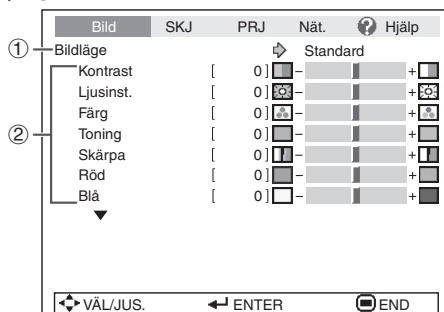 Bild SKJ PRJ Nät. ? Hjälp
① Bildläge Standard
Kontrast [ 0 ] – +
Ljusinst. [ 0 ] – +
② Färg [ 0 ] – +
Toning [ 0 ] – +
Skärpa [ 0 ] – +
Röd [ 0 ] – +
Blå [ 0 ] – +
VÄL/JUS. ENTER END